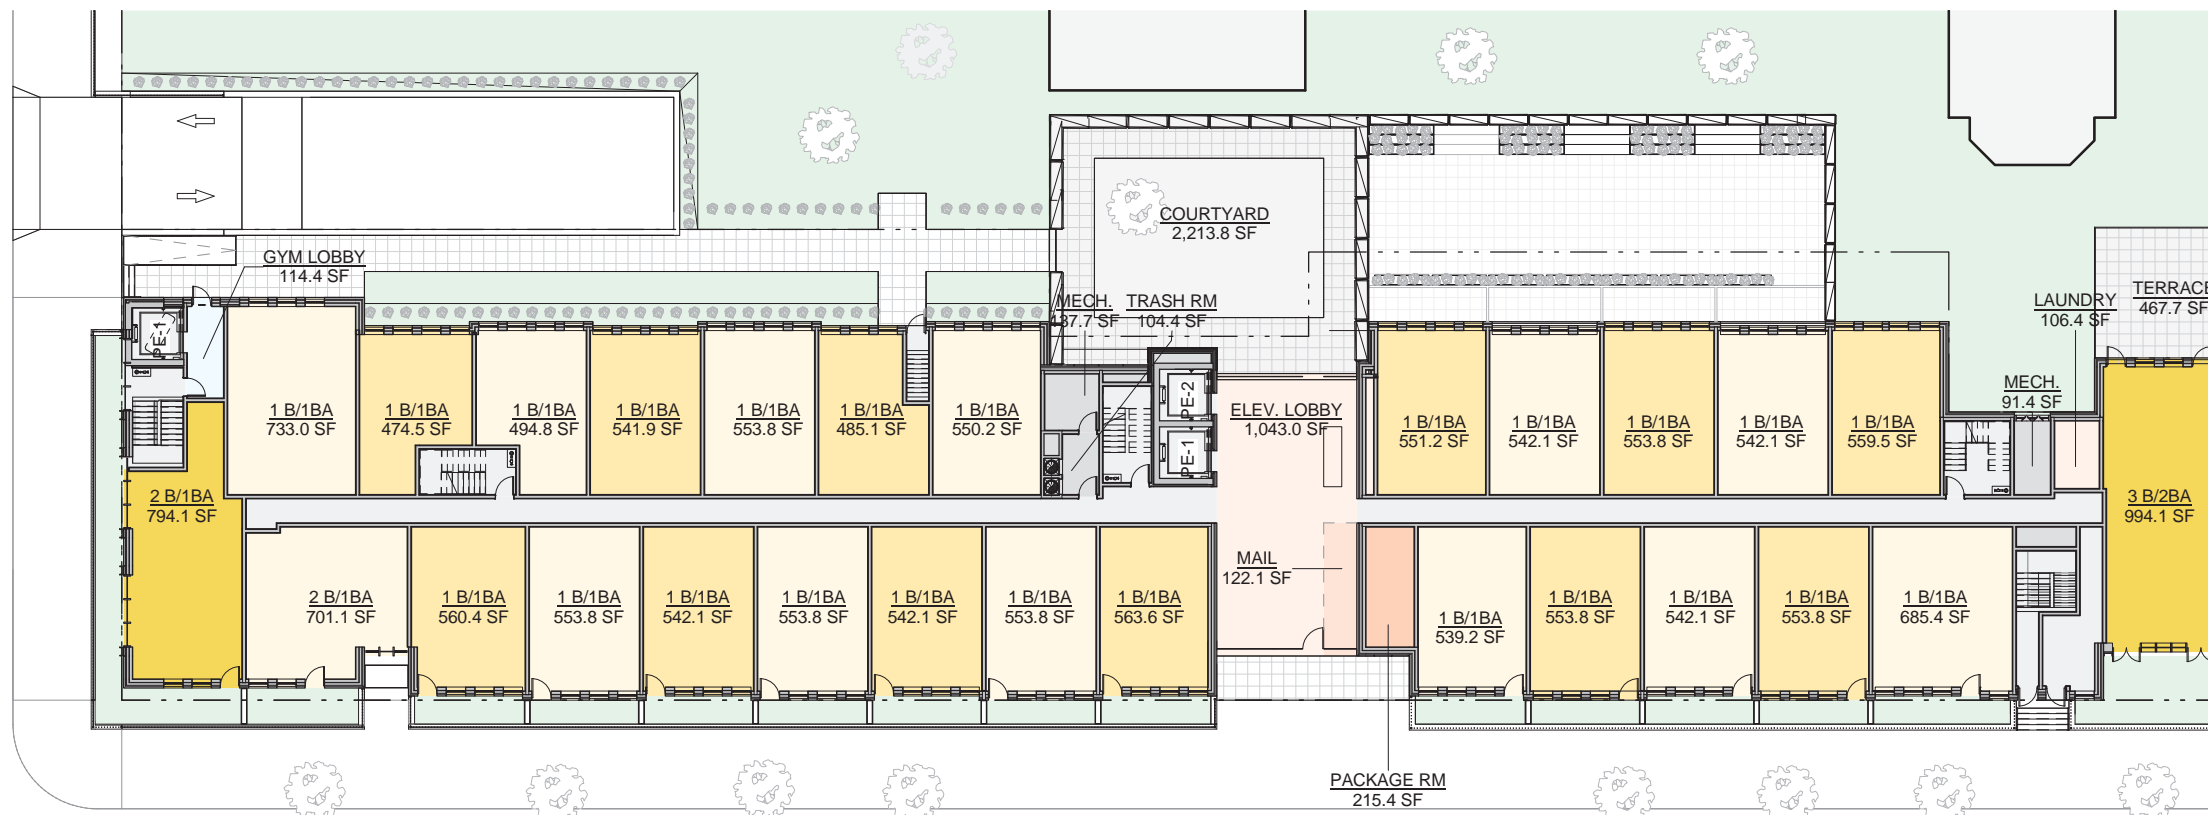 COURTYARD
2,213.8 SF
GYM LOBBY
114.4 SF
MECH.
137.7 SF
TRASH RM
104.4 SF
LAUNDRY
106.4 SF
TERRACE
467.7 SF
PE-1
PE-2
PE-1
ELEV. LOBBY
1,043.0 SF
MECH.
91.4 SF
1 B/1BA
733.0 SF
1 B/1BA
474.5 SF
1 B/1BA
494.8 SF
1 B/1BA
541.9 SF
1 B/1BA
553.8 SF
1 B/1BA
485.1 SF
1 B/1BA
550.2 SF
1 B/1BA
551.2 SF
1 B/1BA
542.1 SF
1 B/1BA
553.8 SF
1 B/1BA
542.1 SF
1 B/1BA
559.5 SF
2 B/1BA
794.1 SF
3 B/2BA
994.1 SF
2 B/1BA
701.1 SF
1 B/1BA
560.4 SF
1 B/1BA
553.8 SF
1 B/1BA
542.1 SF
1 B/1BA
553.8 SF
1 B/1BA
542.1 SF
1 B/1BA
553.8 SF
1 B/1BA
563.6 SF
MAIL
122.1 SF
1 B/1BA
539.2 SF
1 B/1BA
553.8 SF
1 B/1BA
542.1 SF
1 B/1BA
553.8 SF
1 B/1BA
685.4 SF
PACKAGE RM
215.4 SF